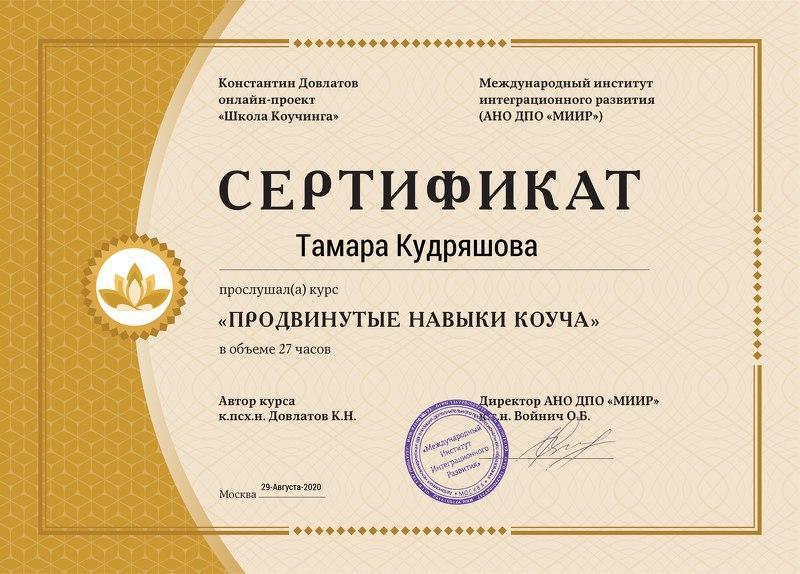 Константин Довлатов
онлайн-проект
«Школа Коучинга»
Международный институт
интеграционного развития
(АНО ДПО «МИИР»)
СЕРТИФИКАТ
Тамара Кудряшова
прослушал(а) курс
«ПРОДВИНУТЫЕ НАВЫКИ КОУЧА»
в объеме 27 часов
Автор курса
к.псх.н. Довлатов К.Н.
Директор АНО ДПО «МИИР»
к.т.н. Войнич О.Б.
«Международный
Институт
Интеграционного
Развития»
МОСКВА
Москва 29-Августа-2020